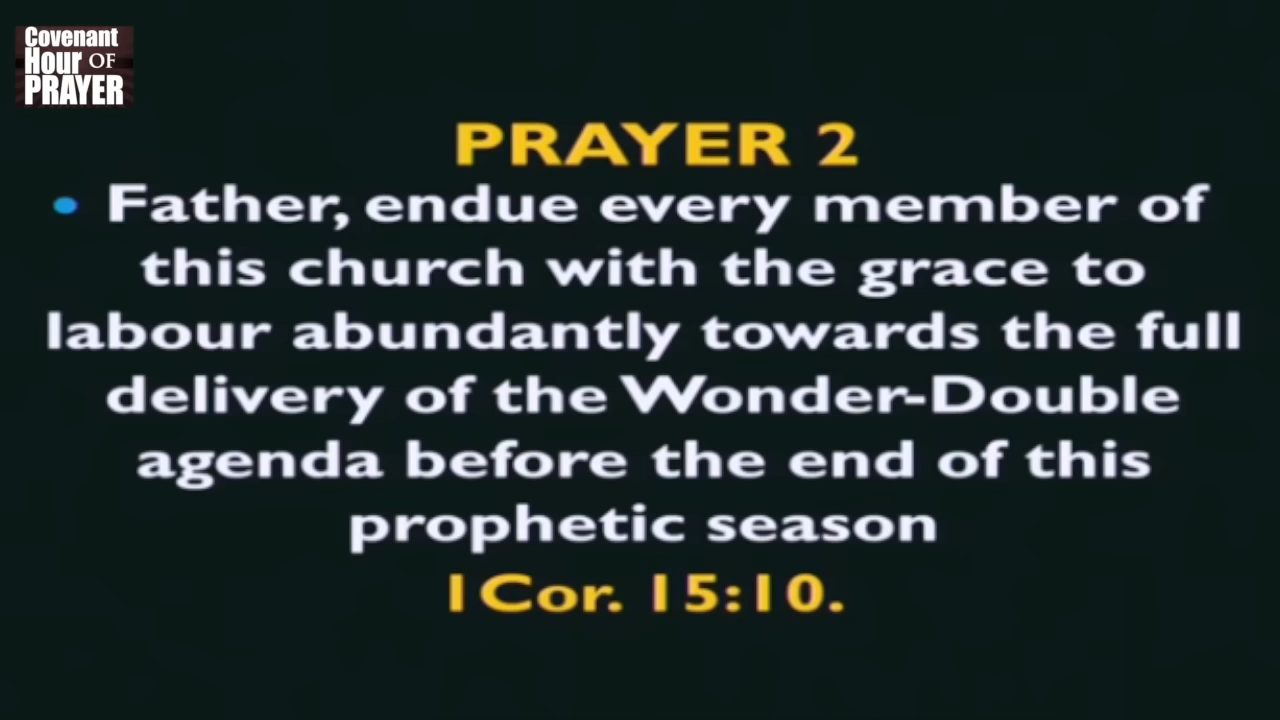 Covenant
Hour OF
PRAYER
PRAYER 2
• Father, endue every member of
this church with the grace to
labour abundantly towards the full
delivery of the Wonder-Double
agenda before the end of this
prophetic season
1Cor. 15:10.